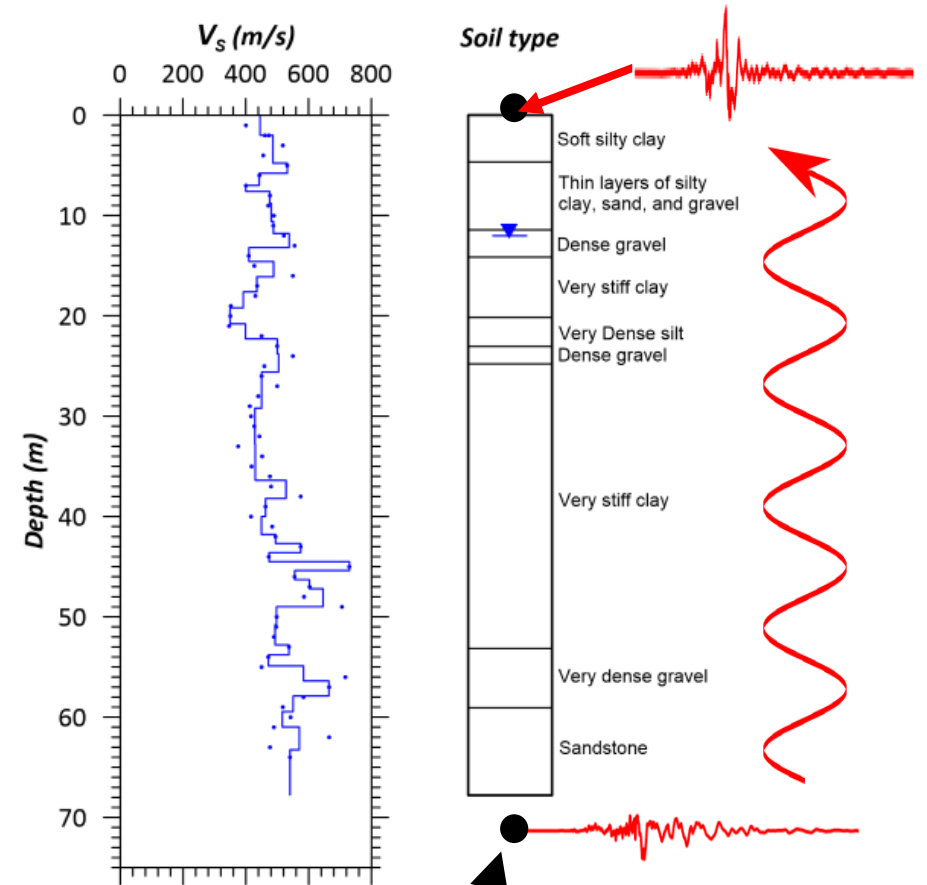 Vs (m/s)
0 200 400 600 800
Depth (m)
0
10
20
30
40
50
60
70
Soil type
Soft silty clay
Thin layers of silty
clay, sand, and gravel
Dense gravel
Very stiff clay
Very Dense silt
Dense gravel
Very stiff clay
Very dense gravel
Sandstone